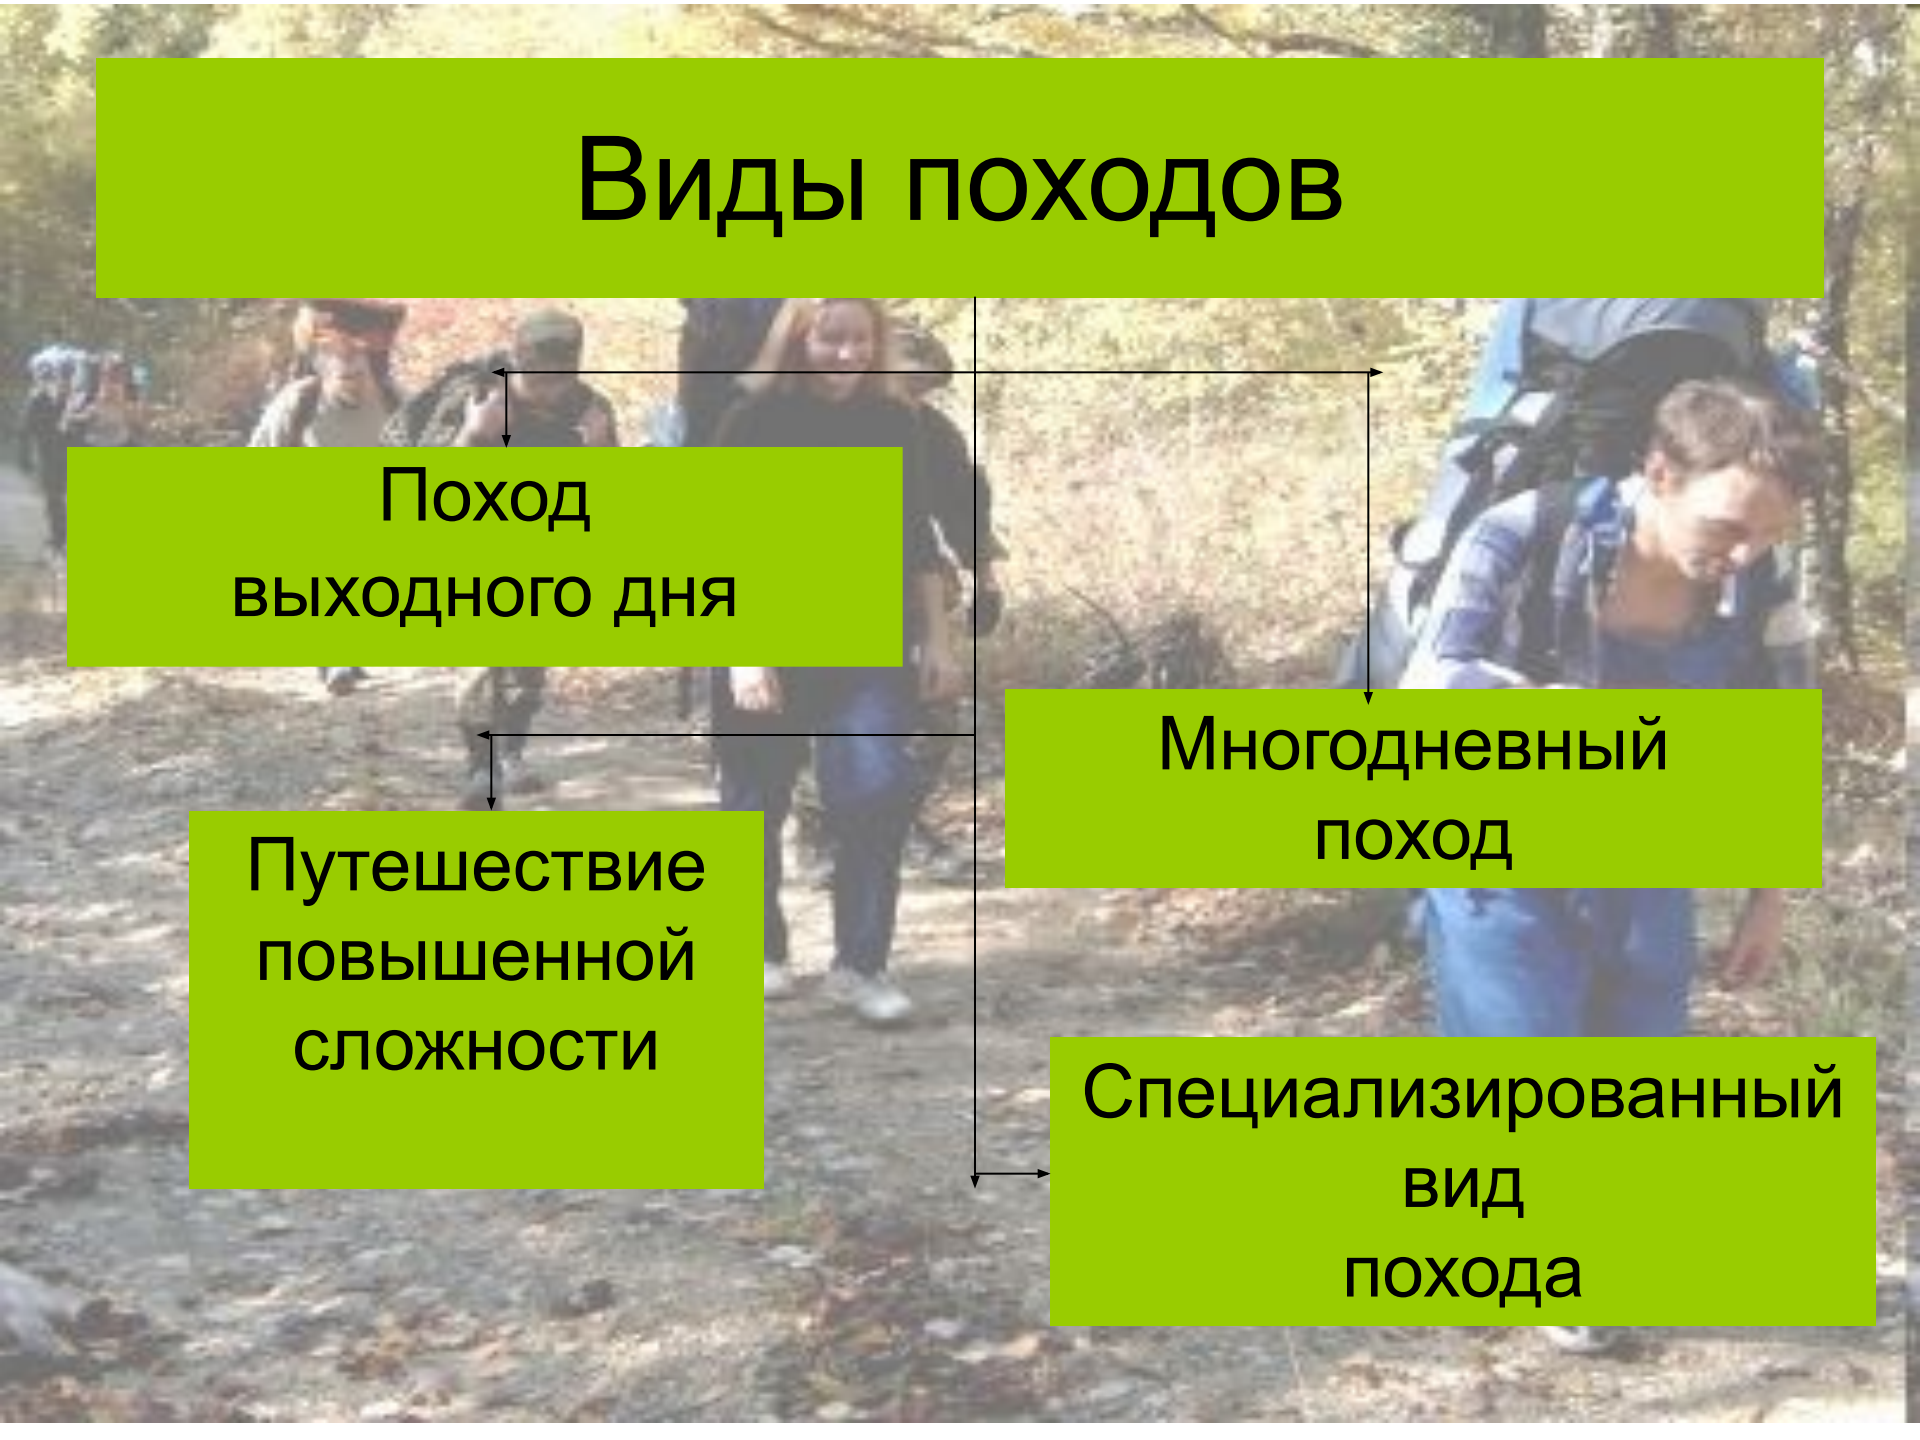 Виды походов
Поход
выходного дня
Многодневный
поход
Путешествие
повышенной
сложности
Специализированный
вид
похода